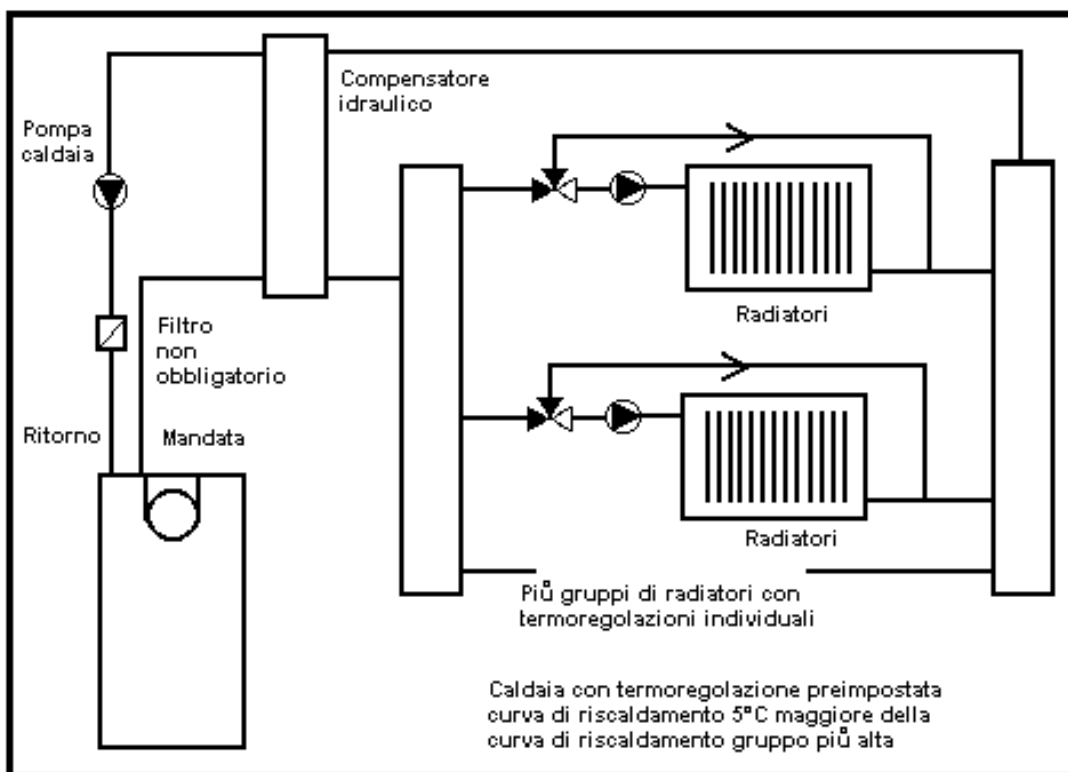 Compensatore
idraulico
Pompa
caldaia
Filtro
non
obbligatorio
Ritorno
Mandata
Radiatori
Radiatori
Più gruppi di radiatori con
termoregolazioni individuali
Caldaia con termoregolazione preimpostata
curva di riscaldamento 5°C maggiore della
curva di riscaldamento gruppo più alta